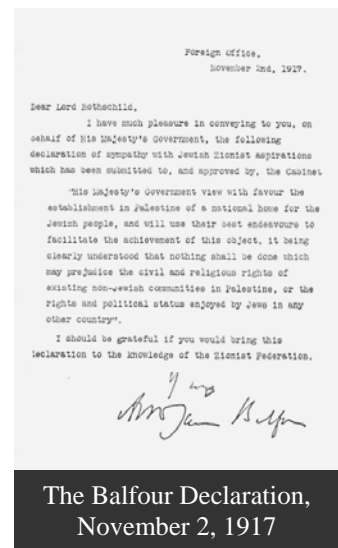 Foreign Office,
November 2nd, 1917.
Dear Lord Rothschild,
I have much pleasure in conveying to you, on
behalf of His Majesty's Government, the following
declaration of sympathy with Jewish Zionist aspirations
which has been submitted to, and approved by, the Cabinet
"His Majesty's Government view with favour the
establishment in Palestine of a national home for the
Jewish people, and will use their best endeavours to
facilitate the achievement of this object, it being
clearly understood that nothing shall be done which
may prejudice the civil and religious rights of
existing non-Jewish communities in Palestine, or the
rights and political status enjoyed by Jews in any
other country".
I should be grateful if you would bring this
declaration to the knowledge of the Zionist Federation.
Arthur James Balfour
The Balfour Declaration,
November 2, 1917